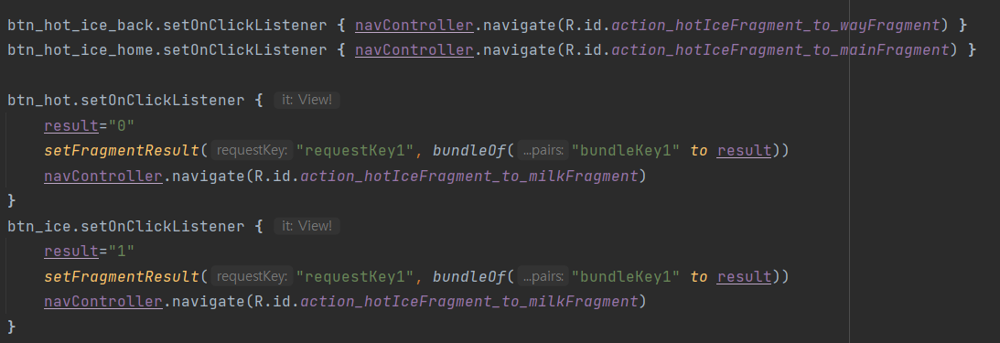 btn_hot_ice_back.setOnClickListener { navController.navigate(R.id.action_hotIceFragment_to_wayFragment) }
btn_hot_ice_home.setOnClickListener { navController.navigate(R.id.action_hotIceFragment_to_mainFragment) }
btn_hot.setOnClickListener { it: View!
result="0"
setFragmentResult( requestKey: "requestKey1", bundleOf( ...pairs: "bundleKey1" to result))
navController.navigate(R.id.action_hotIceFragment_to_milkFragment)
}
btn_ice.setOnClickListener { it: View!
result="1"
setFragmentResult( requestKey: "requestKey1", bundleOf( ...pairs: "bundleKey1" to result))
navController.navigate(R.id.action_hotIceFragment_to_milkFragment)
}